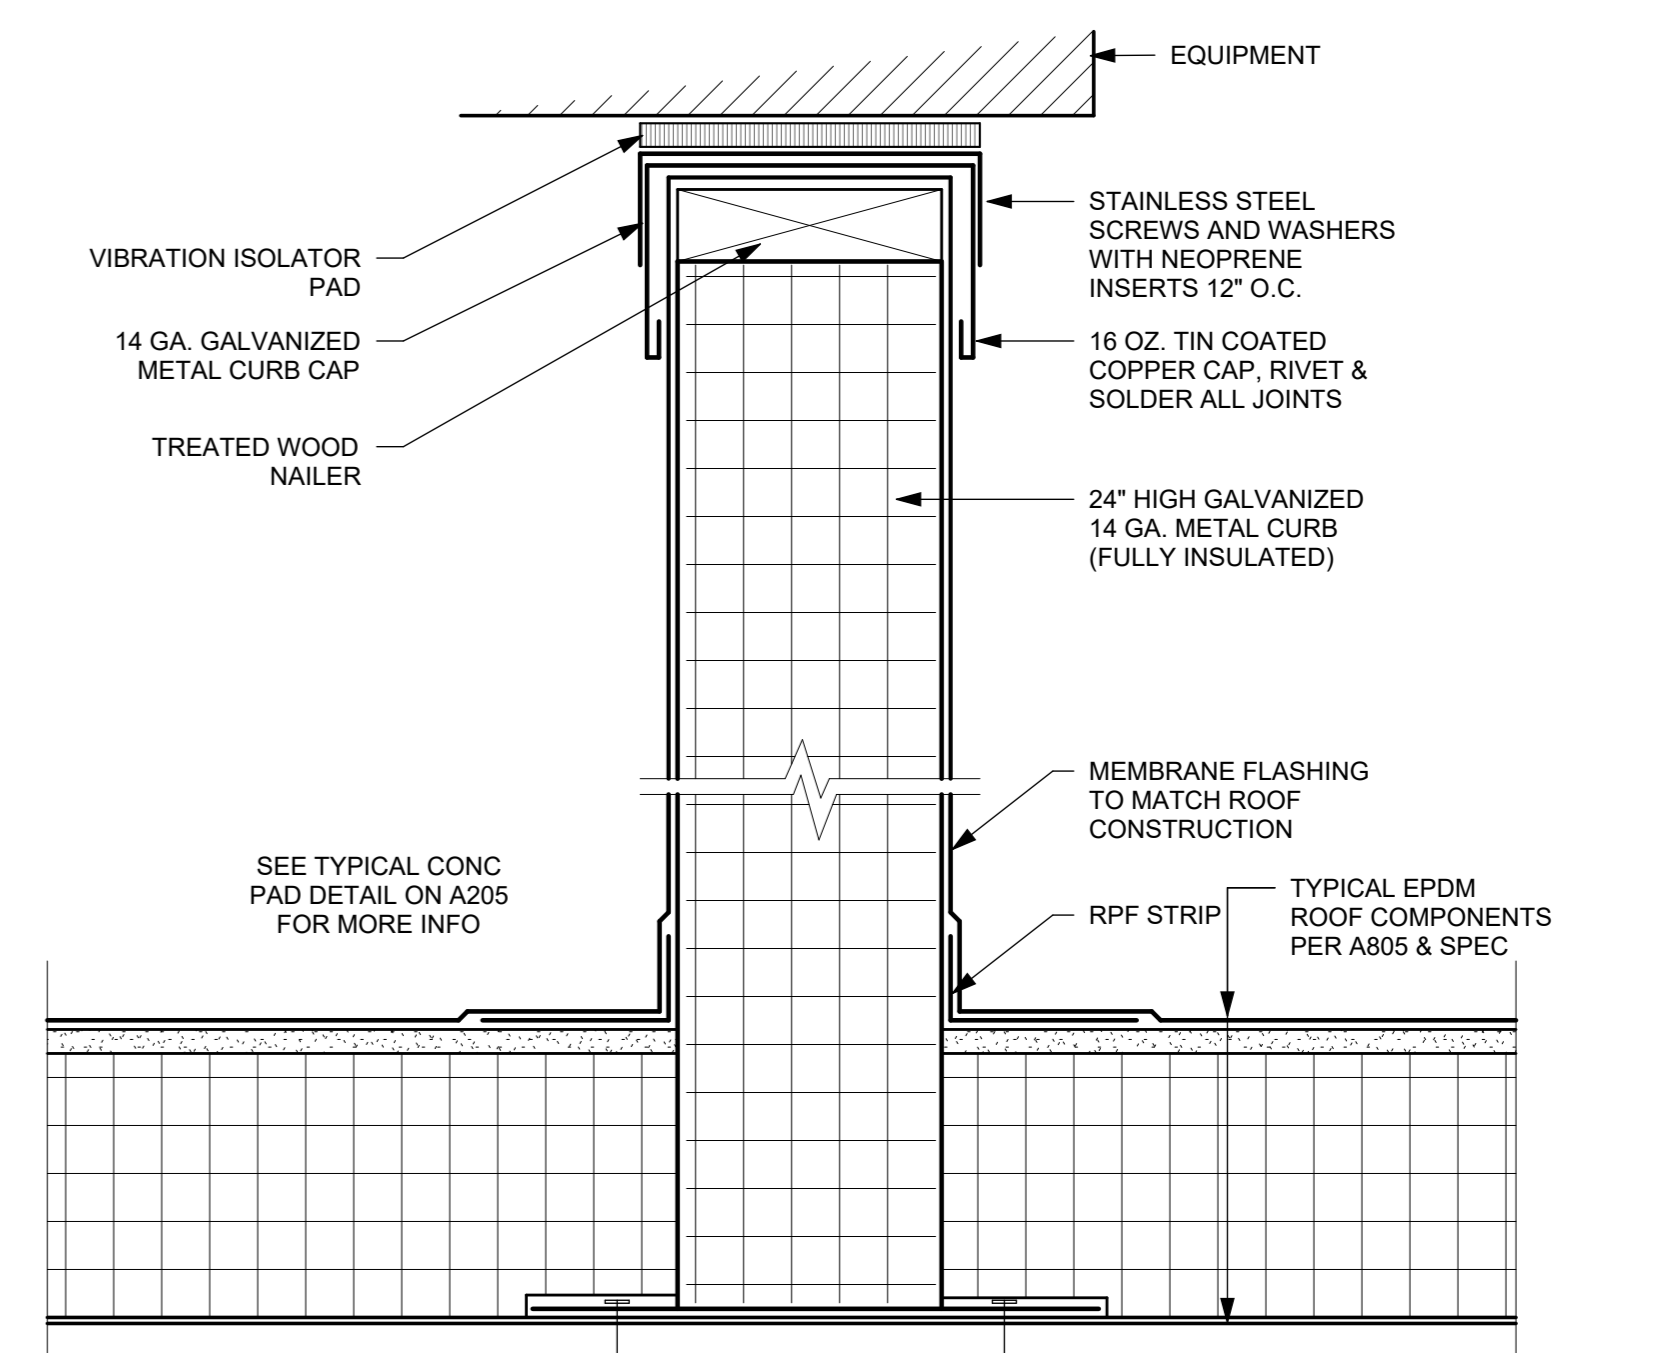 EQUIPMENT
VIBRATION ISOLATOR
PAD
14 GA. GALVANIZED
METAL CURB CAP
TREATED WOOD
NAILER
STAINLESS STEEL
SCREWS AND WASHERS
WITH NEOPRENE
INSERTS 12" O.C.
16 OZ. TIN COATED
COPPER CAP, RIVET &
SOLDER ALL JOINTS
24" HIGH GALVANIZED
14 GA. METAL CURB
(FULLY INSULATED)
MEMBRANE FLASHING
TO MATCH ROOF
CONSTRUCTION
SEE TYPICAL CONC
PAD DETAIL ON A205
FOR MORE INFO
RPF STRIP
TYPICAL EPDM
ROOF COMPONENTS
PER A805 & SPEC